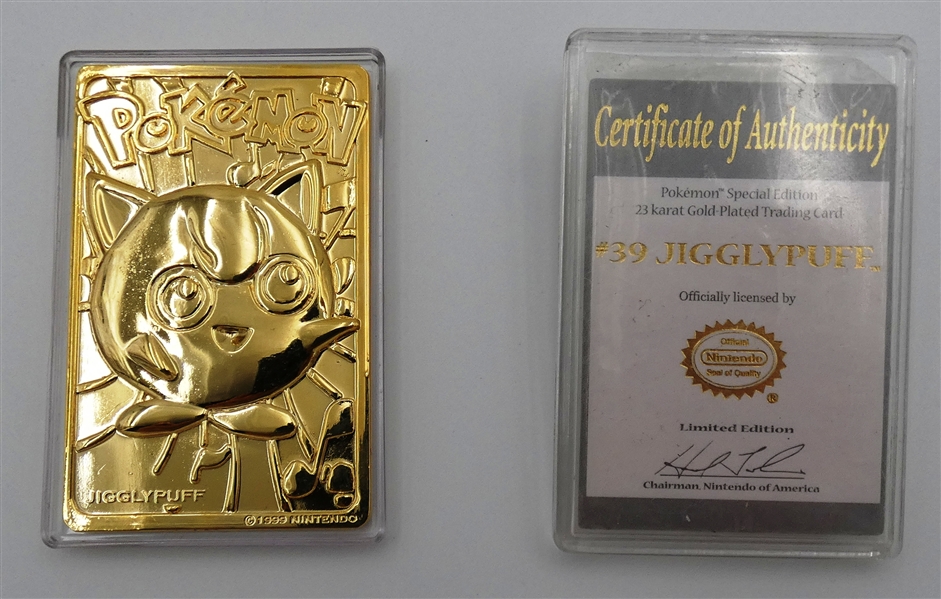 POKéMON
JIGGLYPUFF
©1999 NINTENDO
Certificate of Authenticity
Pokémon™ Special Edition
23 karat Gold-Plated Trading Card
#39 JIGGLYPUFF™
Officially licensed by
Official
Nintendo
Seal of Quality
®
Limited Edition
Chairman, Nintendo of America